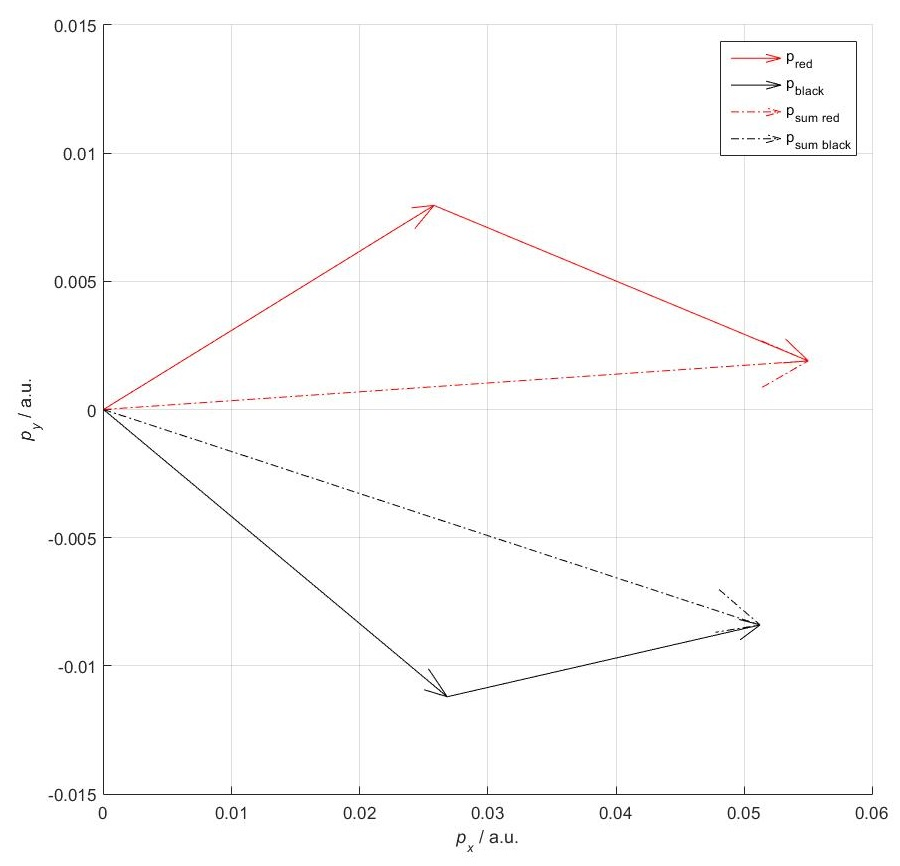 0.015
0.01
0.005
0
-0.005
-0.01
-0.015
0 0.01 0.02 0.03 0.04 0.05 0.06
p_y / a.u.
p_x / a.u.
p_red
p_black
p_sum red
p_sum black